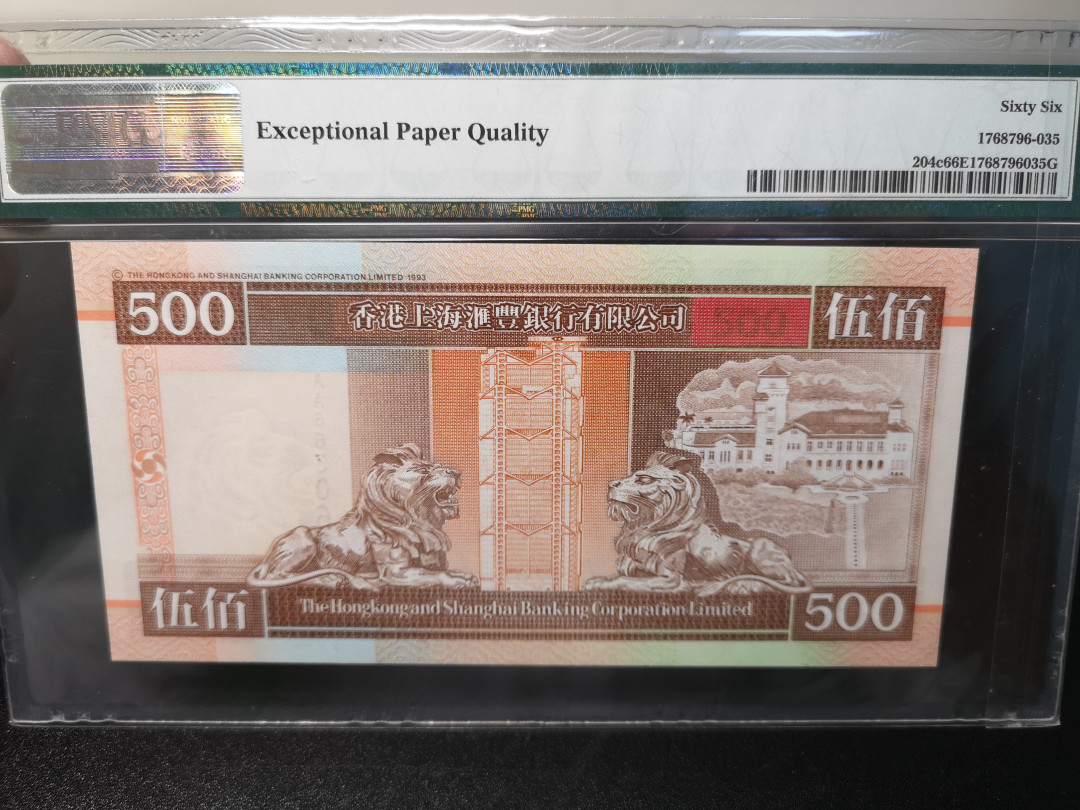 Exceptional Paper Quality
Sixty Six
1768796-035
204c66E1768796035G
PMG
PMG
© THE HONGKONG AND SHANGHAI BANKING CORPORATION LIMITED 1993
500
香港上海滙豐銀行有限公司
500
伍佰
伍佰
The Hongkong and Shanghai Banking Corporation Limited
500